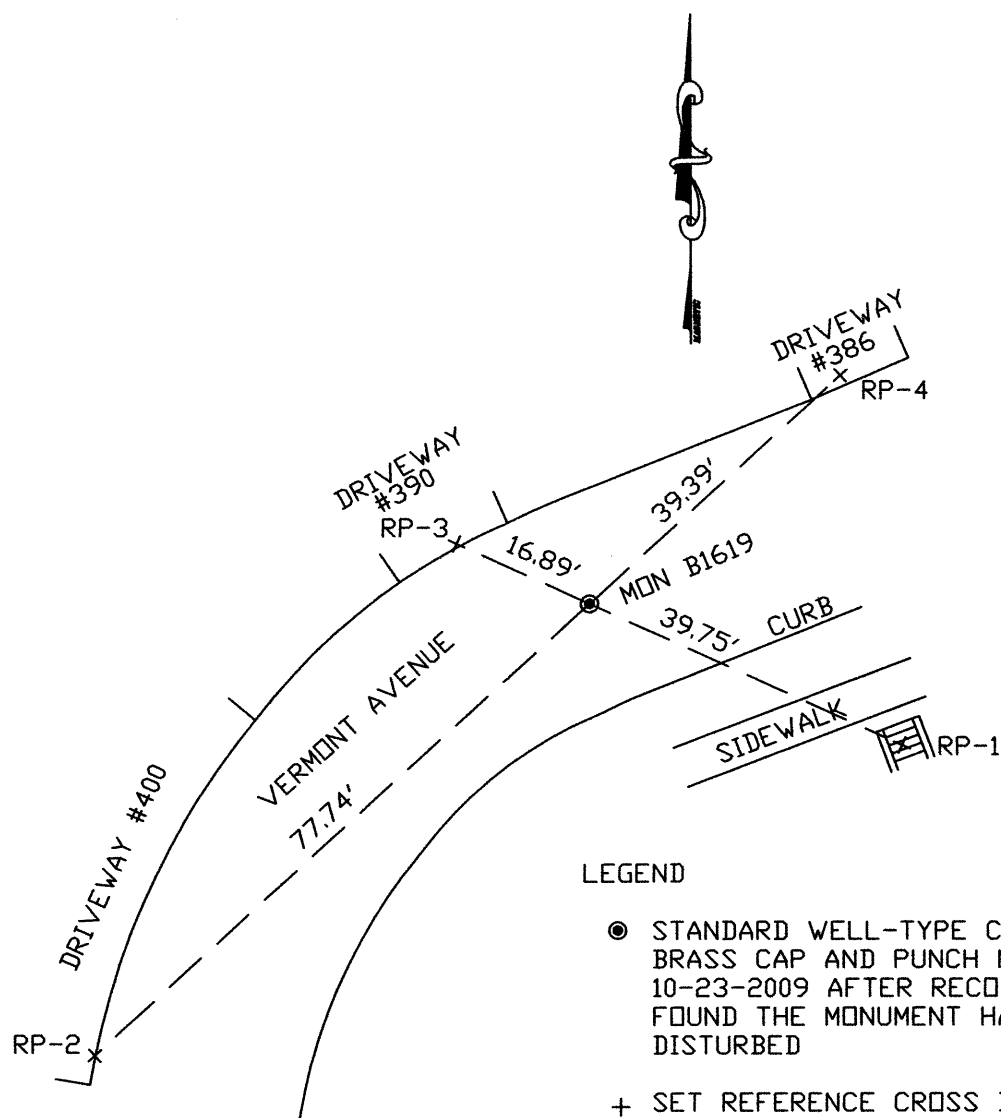 DRIVEWAY
#386
RP-4
DRIVEWAY
#390
RP-3
16.89'
39.39'
MON B1619
39.75'
CURB
SIDEWALK
RP-1
VERMONT AVENUE
77.74'
DRIVEWAY #400
RP-2
LEGEND
STANDARD WELL-TYPE
BRASS CAP AND PUNCH
10-23-2009 AFTER
FOUND THE MONUMENT
DISTURBED
+ SET REFERENCE CROSS